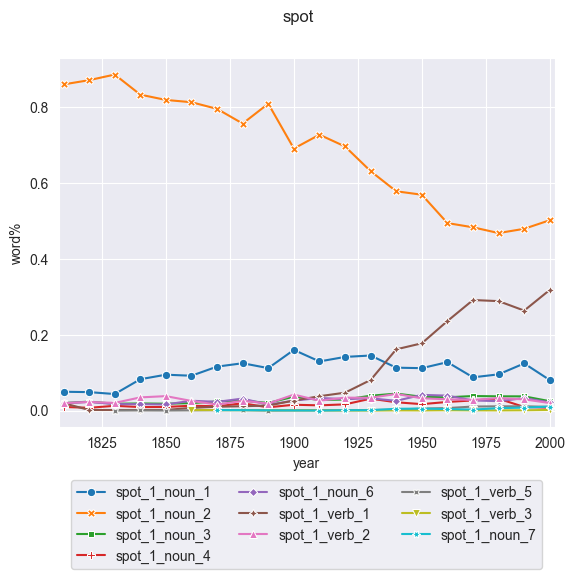 spot
0.8
0.6
0.4
0.2
0.0
word%
1825 1850 1875 1900 1925 1950 1975 2000
year
spot_1_noun_1 spot_1_noun_6 spot_1_verb_5
spot_1_noun_2 spot_1_verb_1 spot_1_verb_3
spot_1_noun_3 spot_1_verb_2 spot_1_noun_7
spot_1_noun_4